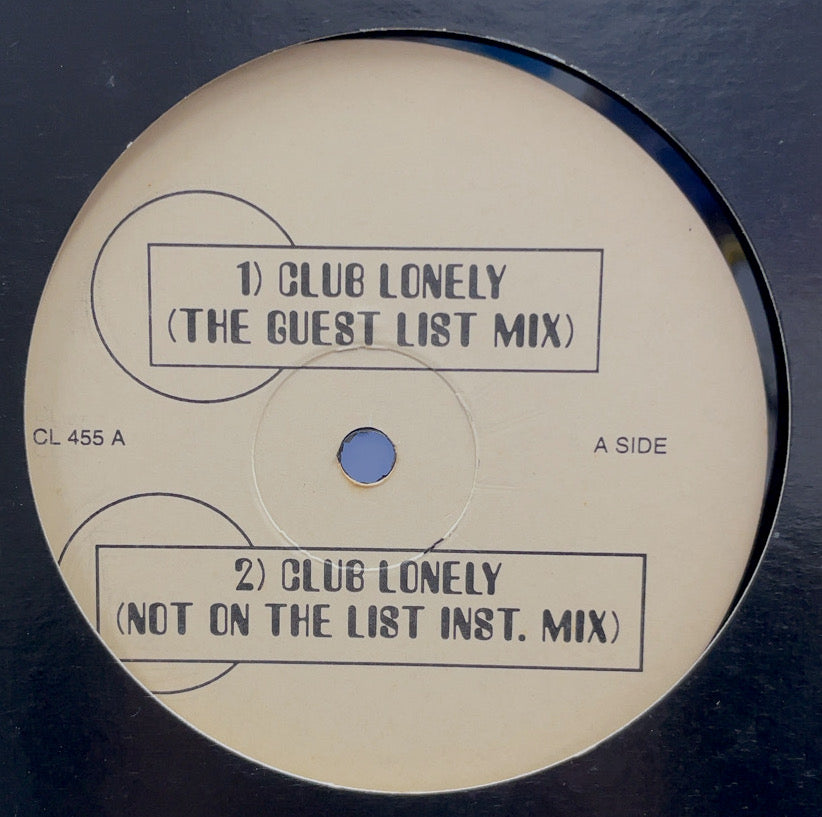 1) CLUB LONELY
(THE GUEST LIST MIX)
CL 455 A
A SIDE
2) CLUB LONELY
(NOT ON THE LIST INST. MIX)